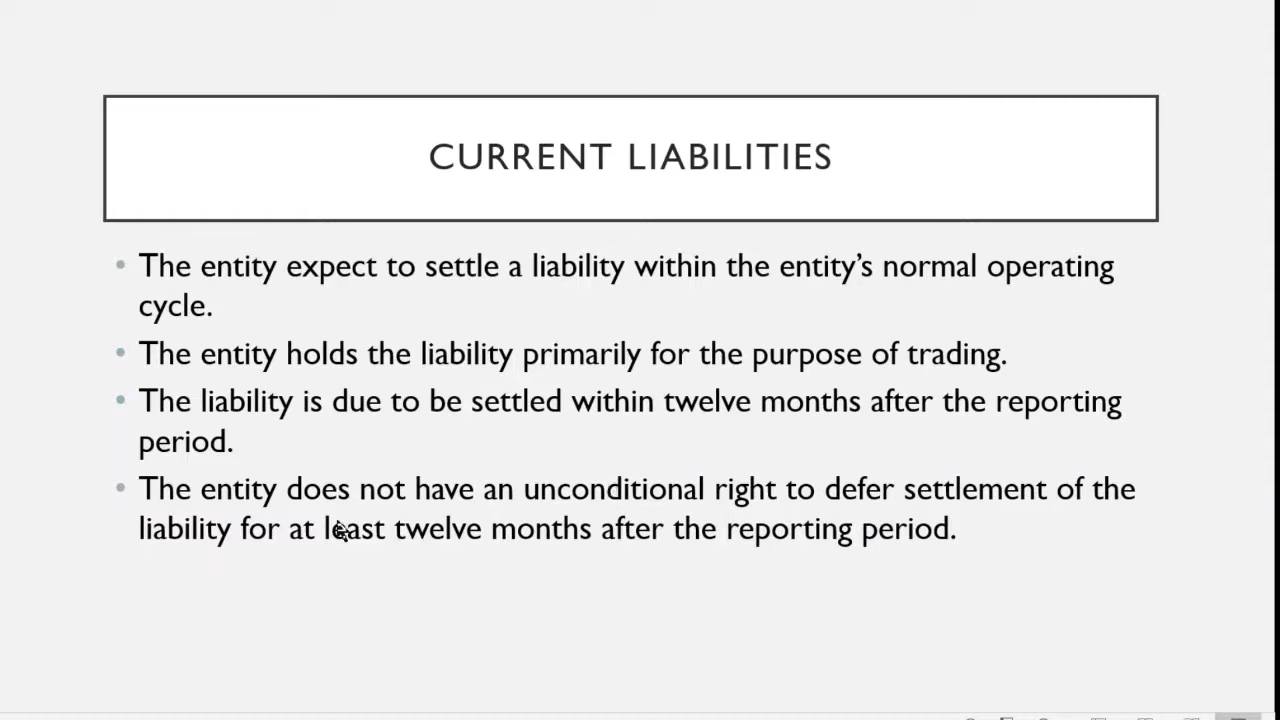 CURRENT LIABILITIES
• The entity expect to settle a liability within the entity’s normal operating
cycle.
• The entity holds the liability primarily for the purpose of trading.
• The liability is due to be settled within twelve months after the reporting
period.
• The entity does not have an unconditional right to defer settlement of the
liability for at least twelve months after the reporting period.